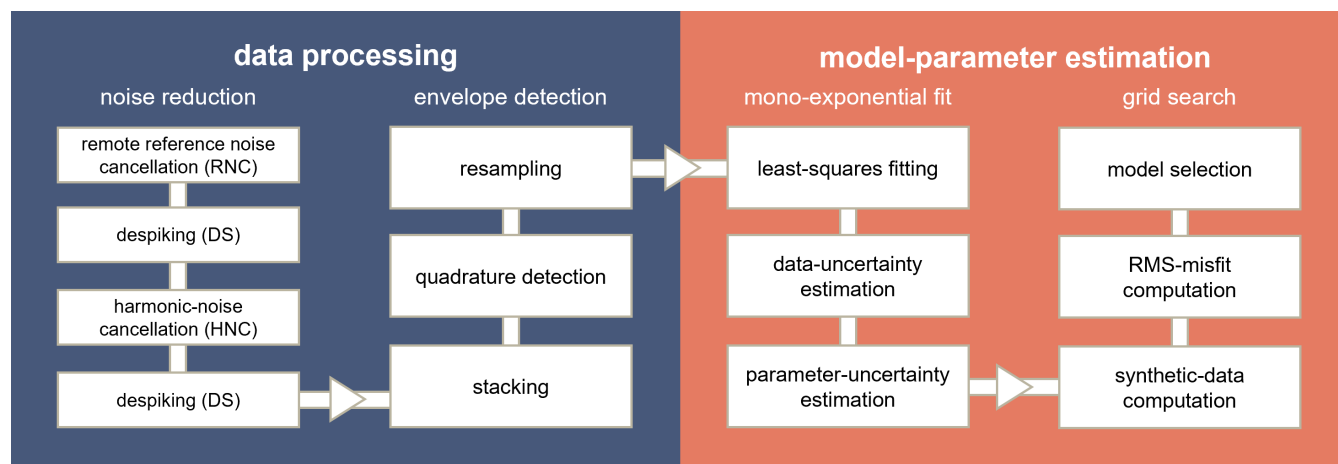 data processing
noise reduction
remote reference noise
cancellation (RNC)
despiking (DS)
harmonic-noise
cancellation (HNC)
despiking (DS)
envelope detection
resampling
quadrature detection
stacking
model-parameter estimation
mono-exponential fit
least-squares fitting
data-uncertainty
estimation
parameter-uncertainty
estimation
grid search
model selection
RMS-misfit
computation
synthetic-data
computation